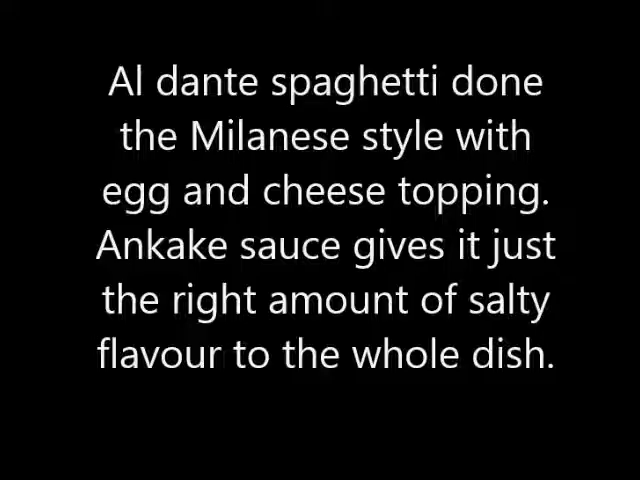 Al dante spaghetti done
the Milanese style with
egg and cheese topping.
Ankake sauce gives it just
the right amount of salty
flavour to the whole dish.